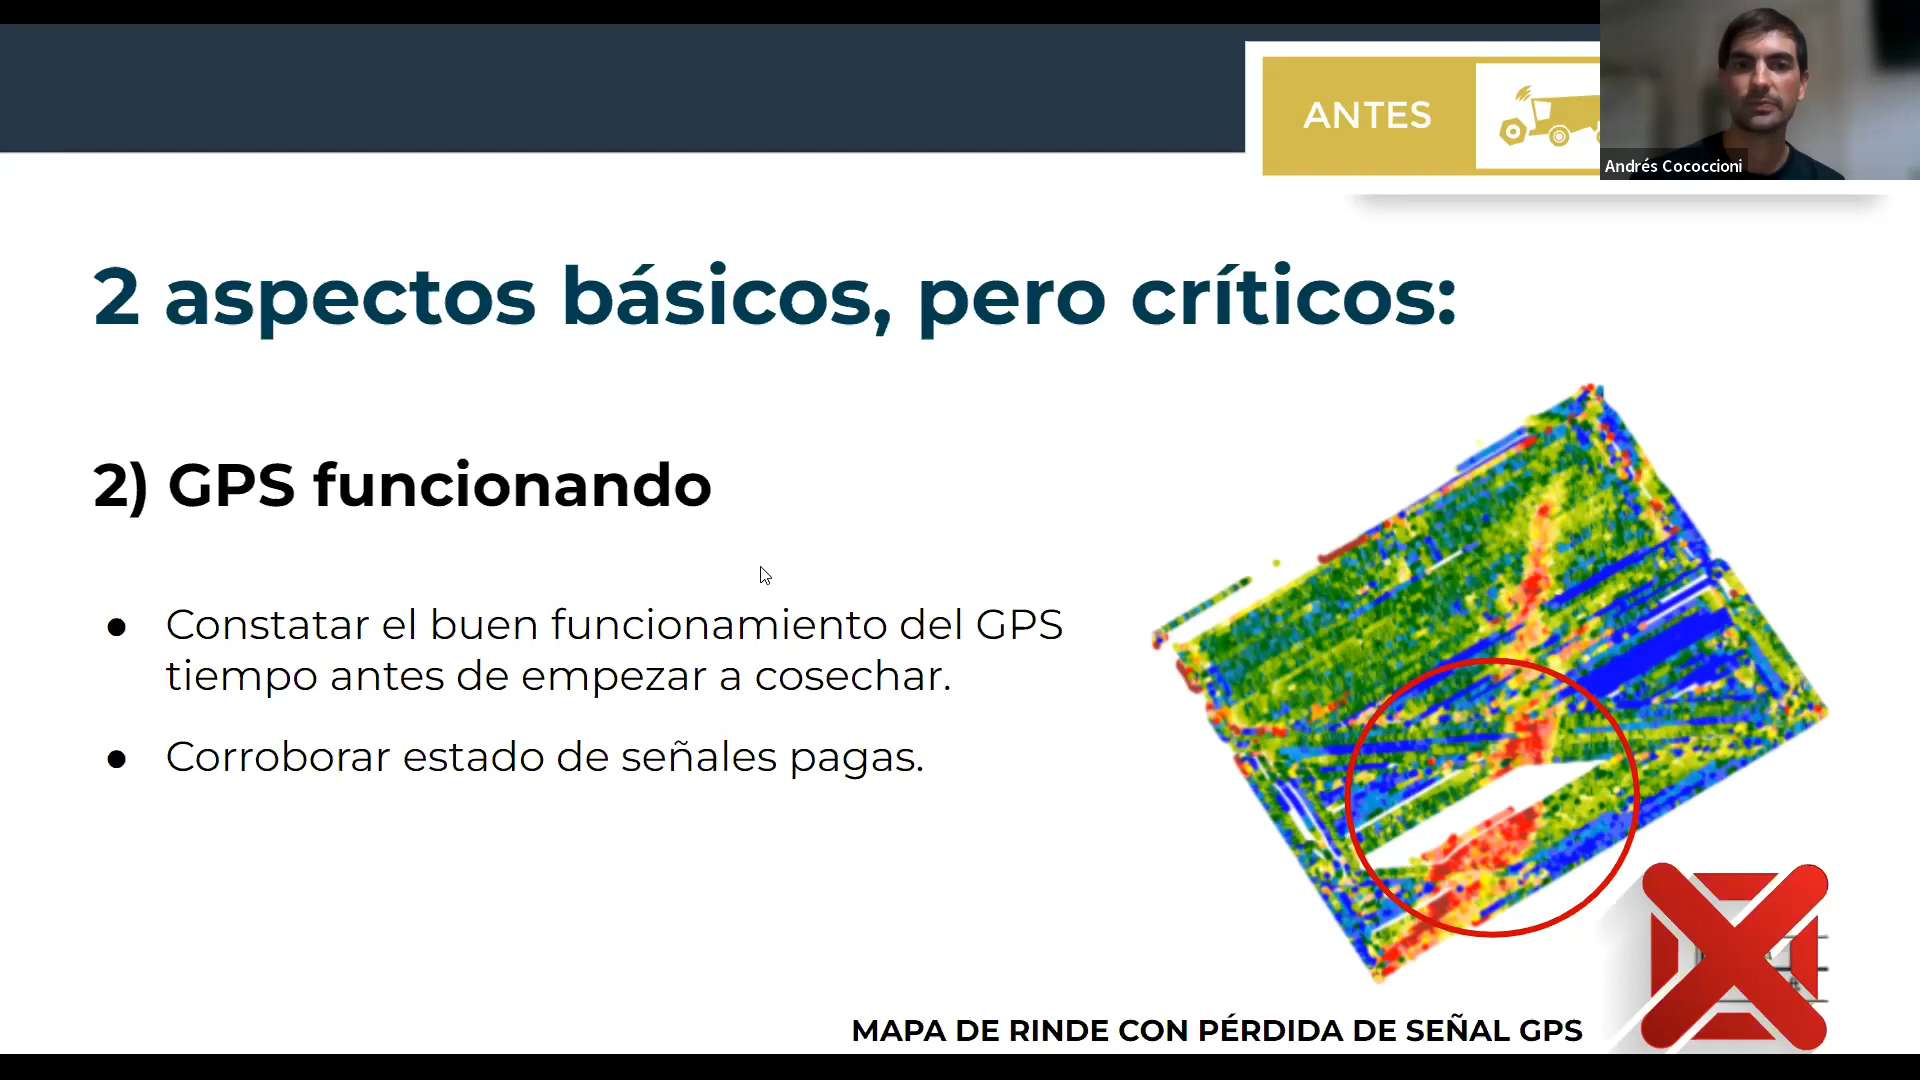 ANTES
Andrés Cococcioni
2 aspectos básicos, pero críticos:
2) GPS funcionando
● Constatar el buen funcionamiento del GPS
tiempo antes de empezar a cosechar.
● Corroborar estado de señales pagas.
MAPA DE RINDE CON PÉRDIDA DE SEÑAL GPS